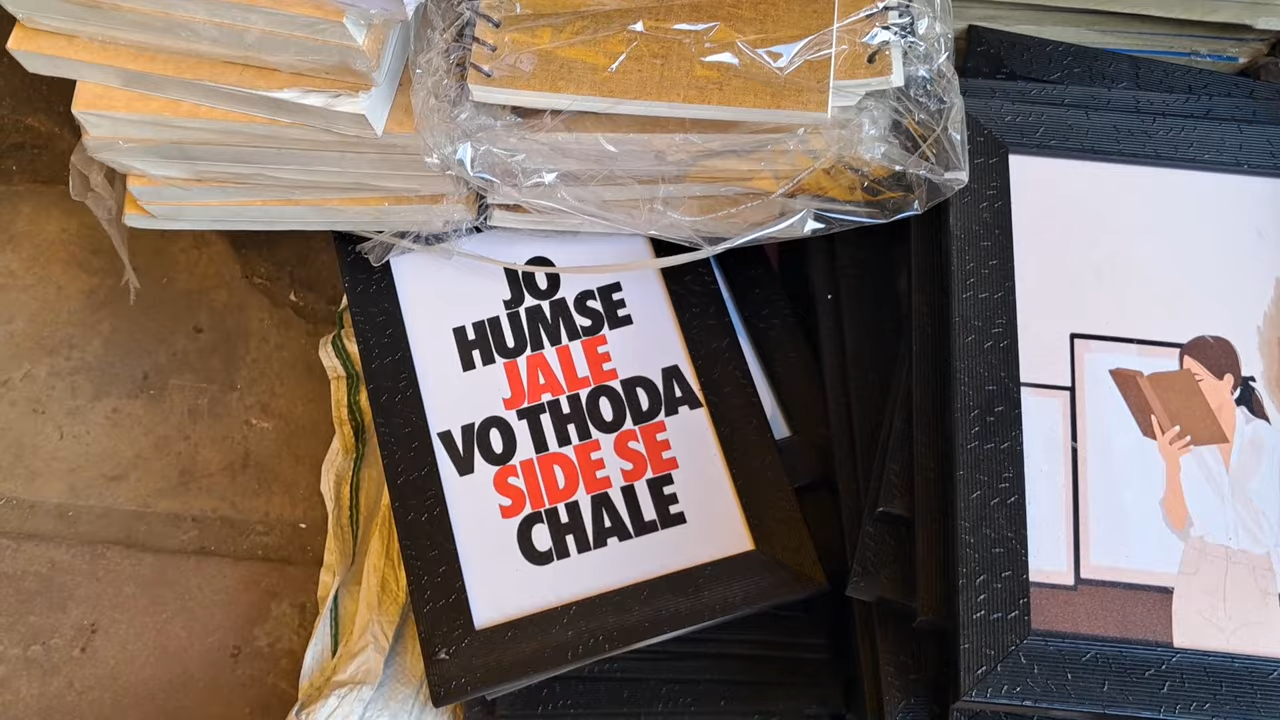 JO
HUMSE
JALE
VO THODA
SIDE SE
CHALE